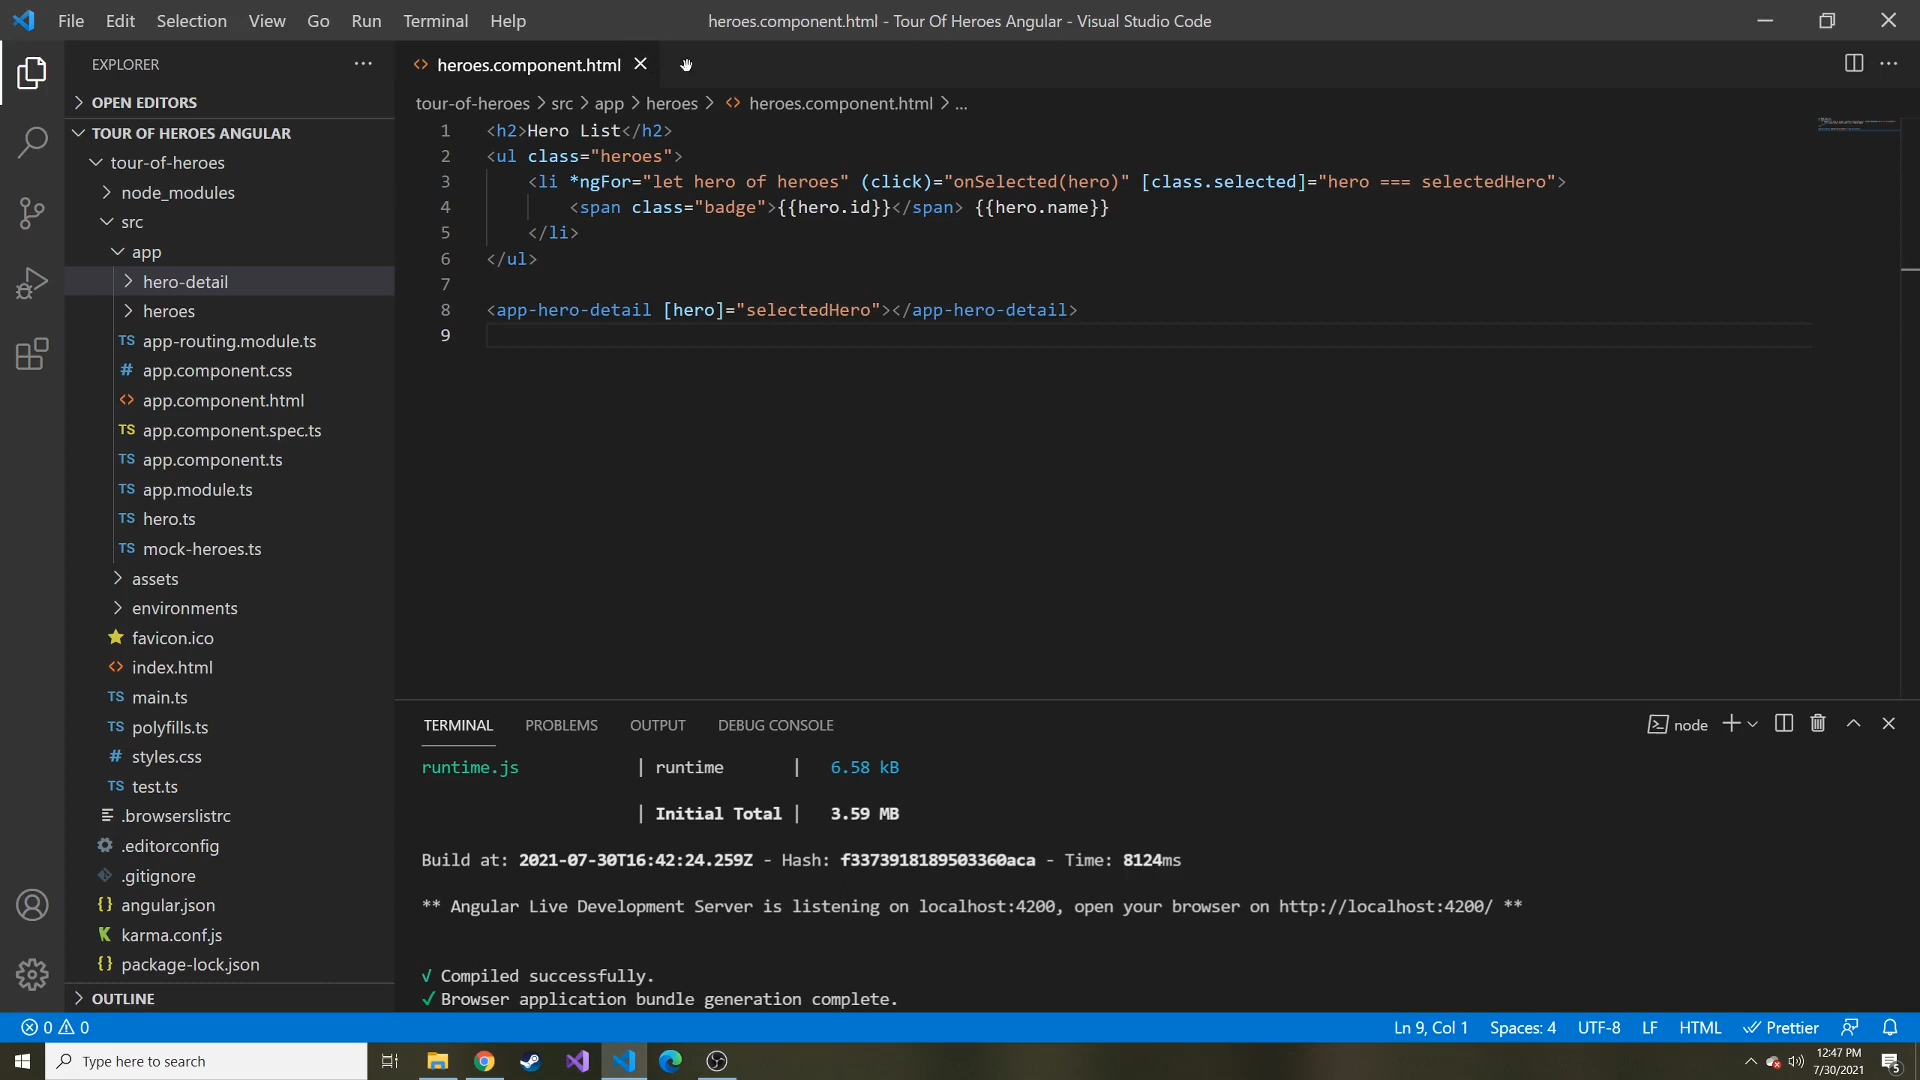 File Edit Selection View Go Run Terminal Help
heroes.component.html - Tour Of Heroes Angular - Visual Studio Code
EXPLORER
OPEN EDITORS
TOUR OF HEROES ANGULAR
tour-of-heroes
node_modules
src
app
hero-detail
heroes
TS app-routing.module.ts
# app.component.css
<> app.component.html
TS app.component.spec.ts
TS app.component.ts
TS app.module.ts
TS hero.ts
TS mock-heroes.ts
assets
environments
favicon.ico
<> index.html
TS main.ts
TS polyfills.ts
# styles.css
TS test.ts
.browserslistrc
.editorconfig
.gitignore
{} angular.json
K karma.conf.js
{} package-lock.json
OUTLINE
<> heroes.component.html
tour-of-heroes > src > app > heroes > <> heroes.component.html > ...
1 <h2>Hero List</h2>
2 <ul class="heroes">
3 <li *ngFor="let hero of heroes" (click)="onSelected(hero)" [class.selected]="hero === selectedHero">
4 <span class="badge">{{hero.id}}</span> {{hero.name}}
5 </li>
6 </ul>
7
8 <app-hero-detail [hero]="selectedHero"></app-hero-detail>
9
TERMINAL PROBLEMS OUTPUT DEBUG CONSOLE
node
runtime.js | runtime | 6.58 kB
| Initial Total | 3.59 MB
Build at: 2021-07-30T16:42:24.259Z - Hash: f3373918189503360aca - Time: 8124ms
** Angular Live Development Server is listening on localhost:4200, open your browser on http://localhost:4200/ **
√ Compiled successfully.
✓ Browser application bundle generation complete.
0 0
Ln 9, Col 1 Spaces: 4 UTF-8 LF HTML Prettier
Type here to search
12:47 PM
7/30/2021
5